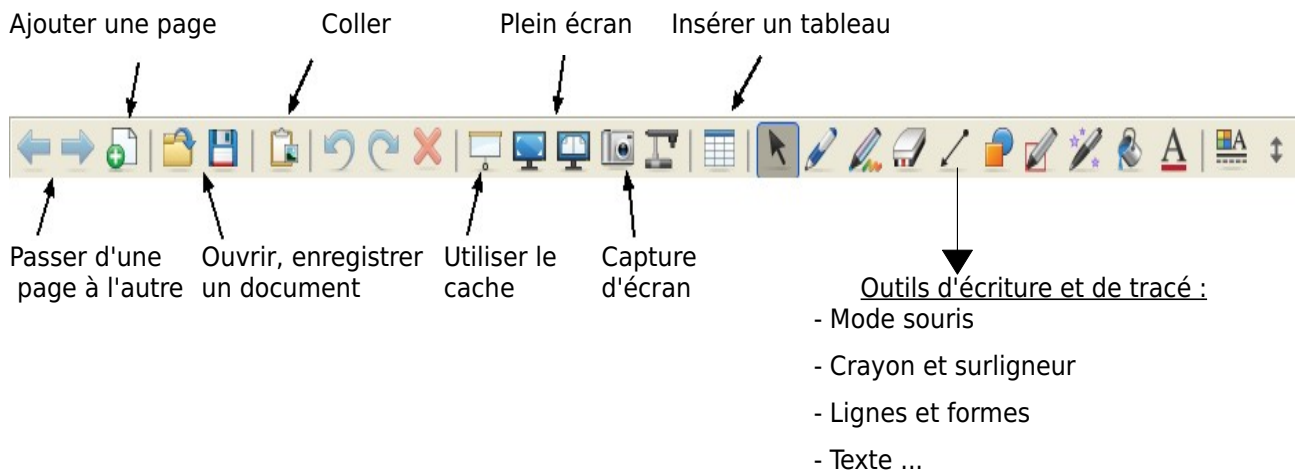 Ajouter une page Coller Plein écran Insérer un tableau
Passer d'une Ouvrir, enregistrer Utiliser le Capture
page à l'autre un document cache d'écran
Outils d'écriture et de tracé :
- Mode souris
- Crayon et surligneur
- Lignes et formes
- Texte ...